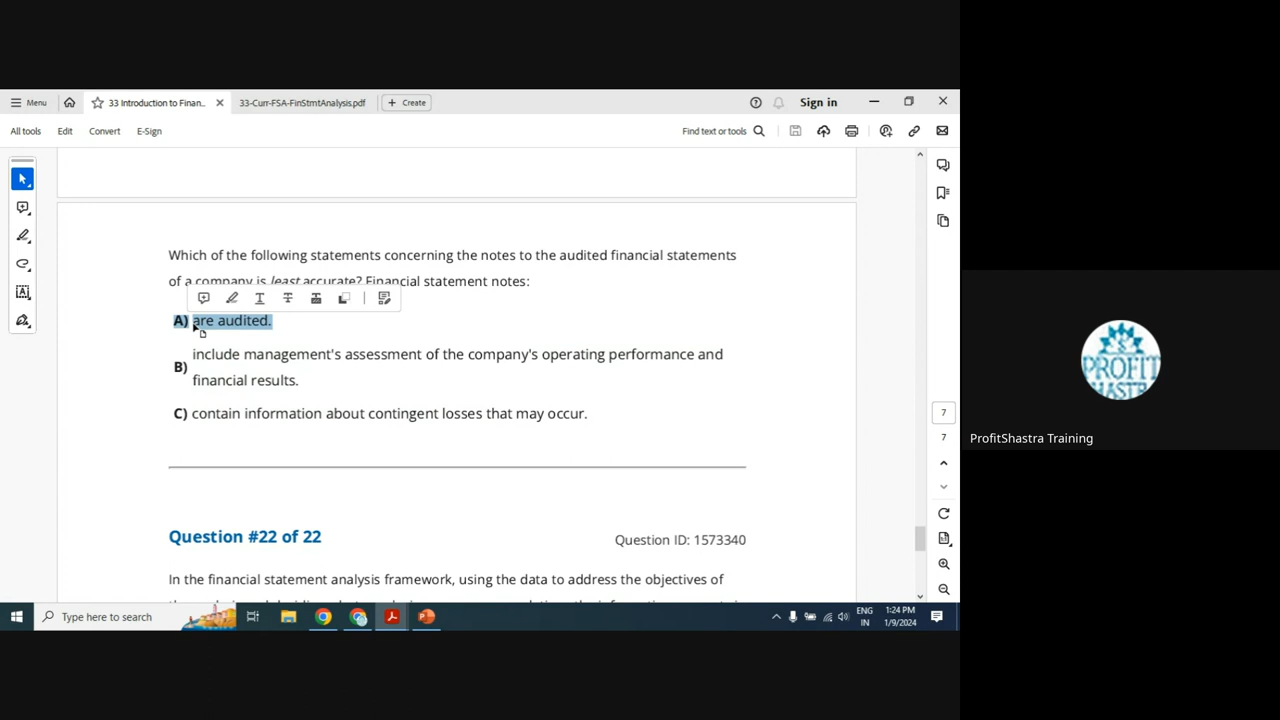 Menu
33 Introduction to Finan...
33-Curr-FSA-FinStmtAnalysis.pdf
Create
Sign in
All tools
Edit
Convert
E-Sign
Find text or tools
Which of the following statements concerning the notes to the audited financial statements
of a company is least accurate? Financial statement notes:
A) are audited.
B) include management's assessment of the company's operating performance and
financial results.
C) contain information about contingent losses that may occur.
7
7
Question #22 of 22
Question ID: 1573340
In the financial statement analysis framework, using the data to address the objectives of
PROFIT
SHASTRA
ProfitShastra Training
Type here to search
ENG
IN
1:24 PM
1/9/2024